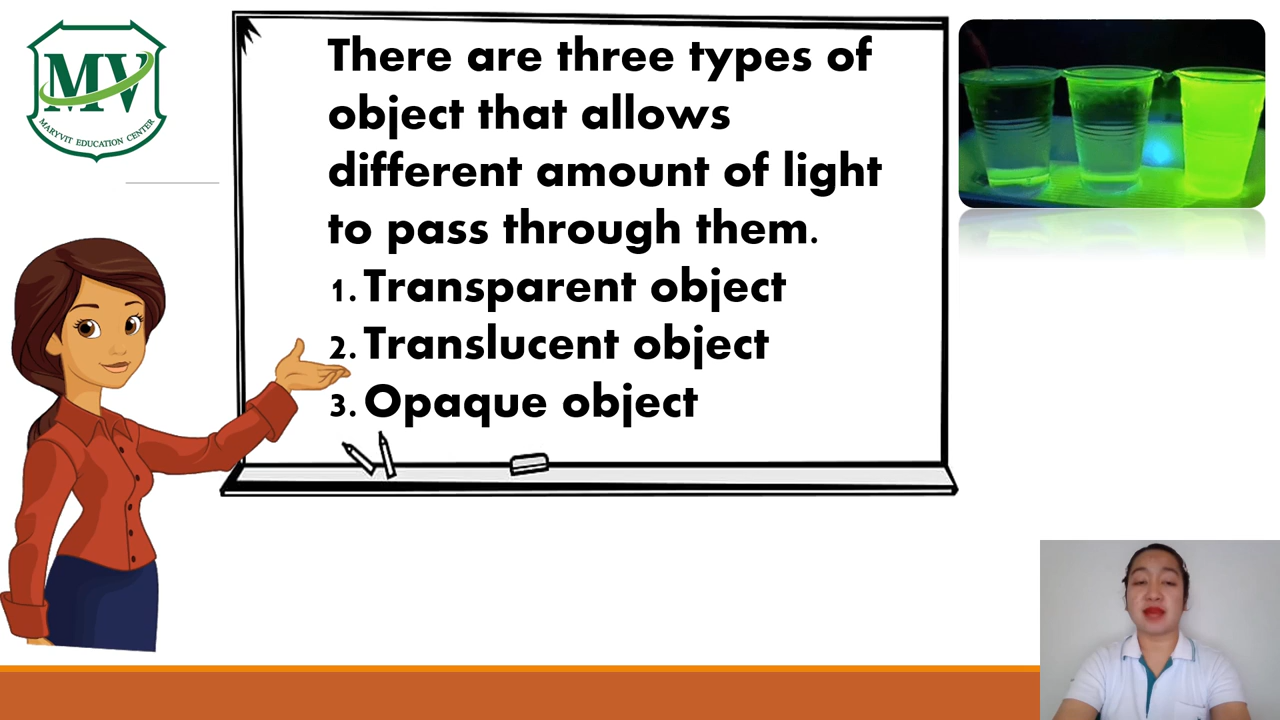 MV
MARYVIT EDUCATION CENTER
There are three types of
object that allows
different amount of light
to pass through them.
1. Transparent object
2. Translucent object
3. Opaque object